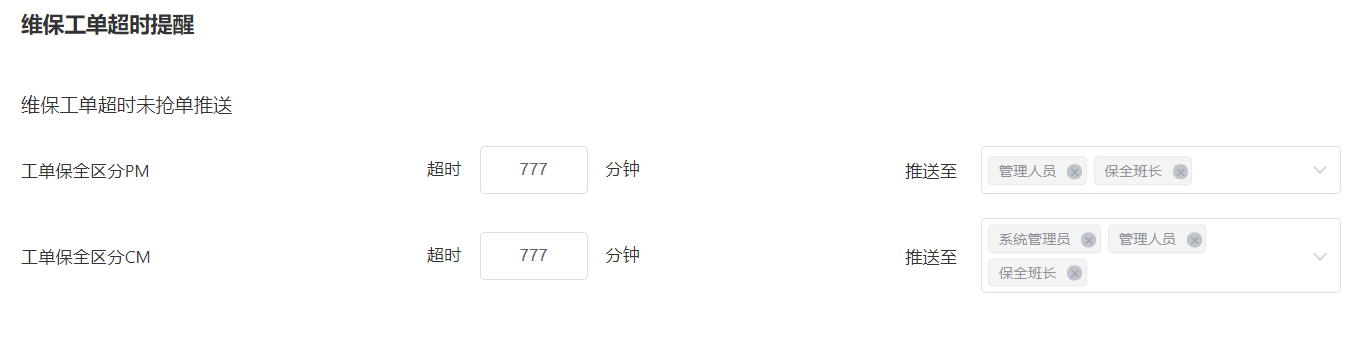 维保工单超时提醒
维保工单超时未抢单推送
工单保全区分PM 超时 777 分钟 推送至 管理人员 保全班长
工单保全区分CM 超时 777 分钟 推送至 系统管理员 管理人员
保全班长